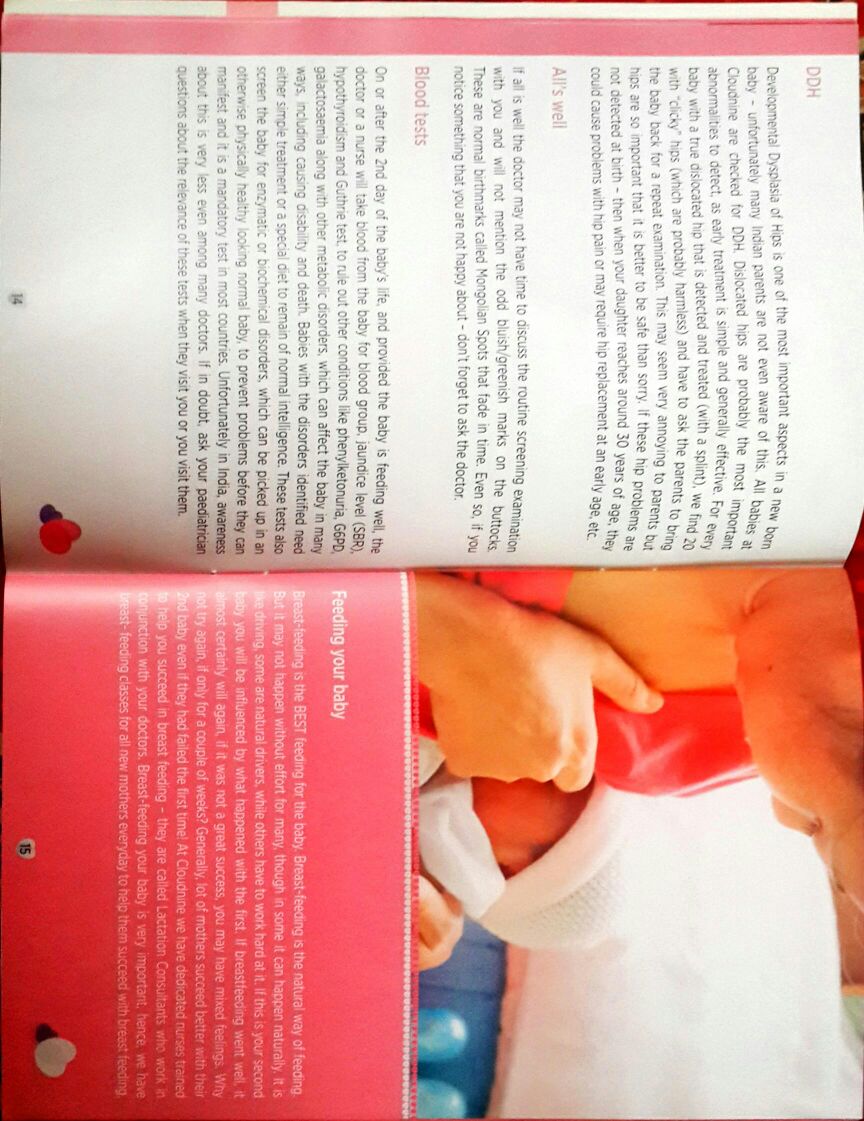 DDH
Developmental Dysplasia of Hips is one of the most important aspects in a new born
baby – unfortunately many Indian parents are not even aware of this. All babies at
Cloudnine are checked for DDH. Dislocated hips are probably the most important
abnormalities to detect, as early treatment is simple and generally effective. For every
baby with a true dislocated hip that is detected and treated (with a splint), we find 20
with "clicky" hips (which are probably harmless) and have to ask the parents to bring
the baby back for a repeat examination. This may seem very annoying to parents but
hips are so important that it is better to be safe than sorry. If these hip problems are
not detected at birth – then when your daughter reaches around 30 years of age, they
could cause problems with hip pain or may require hip replacement at an early age, etc.
All's well
If all is well the doctor may not have time to discuss the routine screening examination
with you and will not mention the odd bluish/greenish marks on the buttocks.
These are normal birthmarks called Mongolian Spots that fade in time. Even so, if you
notice something that you are not happy about – don't forget to ask the doctor.
Blood tests
On or after the 2nd day of the baby's life, and provided the baby is feeding well, the
doctor or a nurse will take blood from the baby for blood group, jaundice level (SBR),
hypothyroidism and Guthrie test, to rule out other conditions like phenylketonuria, G6PD,
galactosaemia along with other metabolic disorders, which can affect the baby in many
ways, including causing disability and death. Babies with the disorders identified need
either simple treatment or a special diet to remain of normal intelligence. These tests also
screen the baby for enzymatic or biochemical disorders, which can be picked up in an
otherwise physically healthy looking normal baby, to prevent problems before they can
manifest and it is a mandatory test in most countries. Unfortunately in India, awareness
about this is very less even among many doctors. If in doubt, ask your paediatrician
questions about the relevance of these tests when they visit you or you visit them.
14
Feeding your baby
Breast-feeding is the BEST feeding for the baby. Breast-feeding is the natural way of feeding.
But it may not happen without effort for many, though in some it can happen naturally. It is
like driving, some are natural drivers, while others have to work hard at it. If this is your second
baby you will be influenced by what happened with the first. If breastfeeding went well, it
almost certainly will again, if it was not a great success, you may have mixed feelings. Why
not try again, if only for a couple of weeks? Generally, lot of mothers succeed better with their
2nd baby even if they had failed the first time! At Cloudnine we have dedicated nurses trained
to help you succeed in breast feeding – they are called Lactation Consultants who work in
conjunction with your doctors. Breast-feeding your baby is very important, hence we have
breast- feeding classes for all new mothers everyday to help them succeed with breast feeding.
15